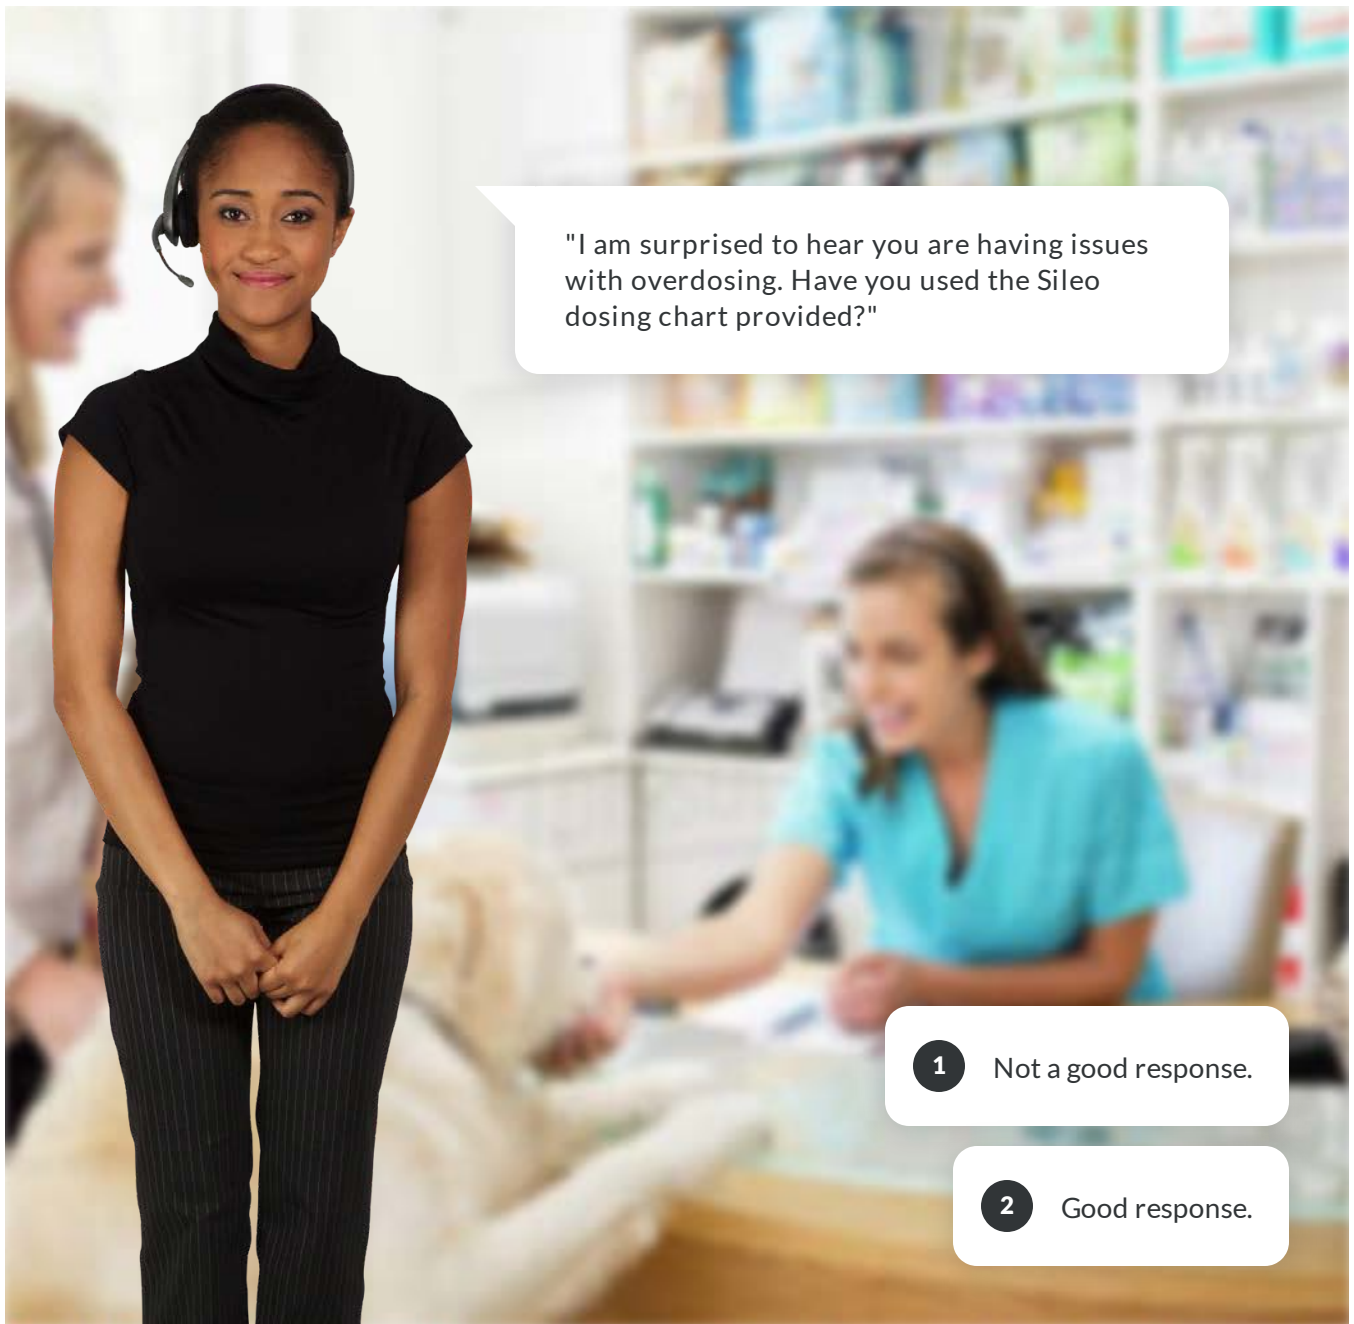 "I am surprised to hear you are having issues
with overdosing. Have you used the Sileo
dosing chart provided?"
1 Not a good response.
2 Good response.